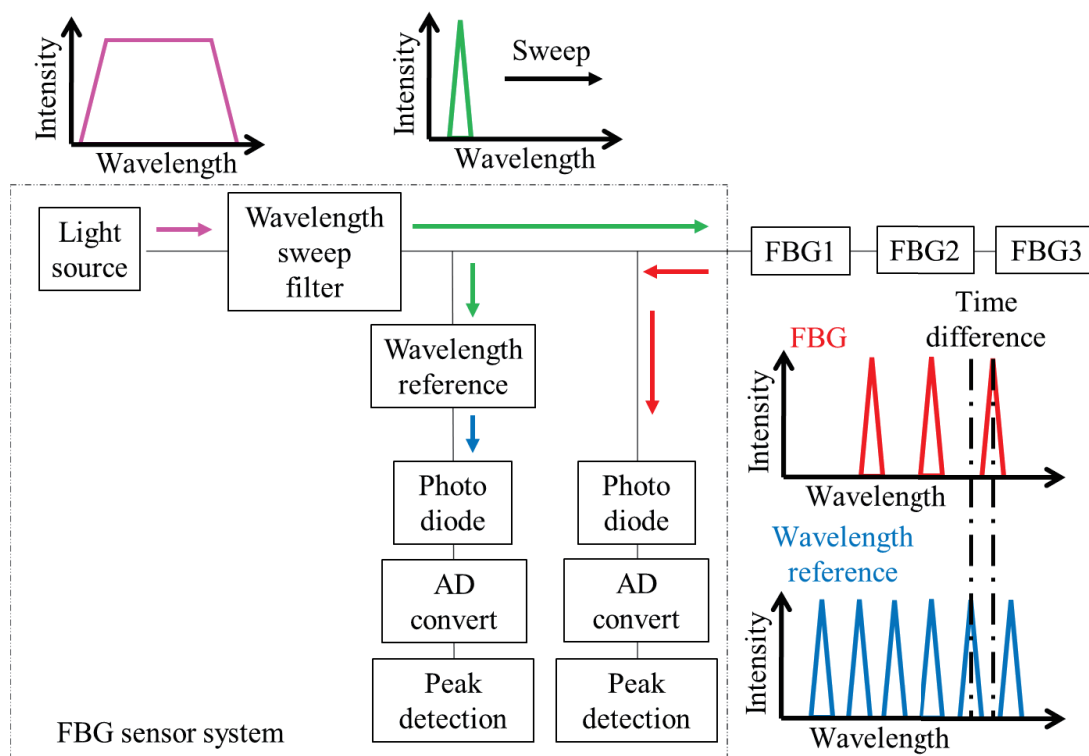 Intensity
Wavelength
Intensity
Sweep
Wavelength
Light
source
Wavelength
sweep
filter
FBG1
FBG2
FBG3
Wavelength
reference
Photo
diode
AD
convert
Peak
detection
Photo
diode
AD
convert
Peak
detection
FBG sensor system
Time
difference
FBG
Intensity
Wavelength
Wavelength
reference
Intensity
Wavelength